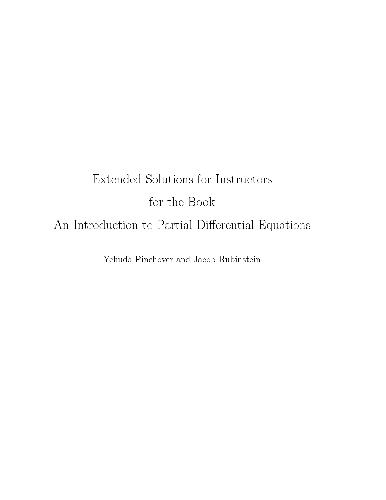 Extended Solutions for Instructors
for the Book
An Introduction to Partial Differential Equations
Yehuda Pinchover and Jacob Rubinstein